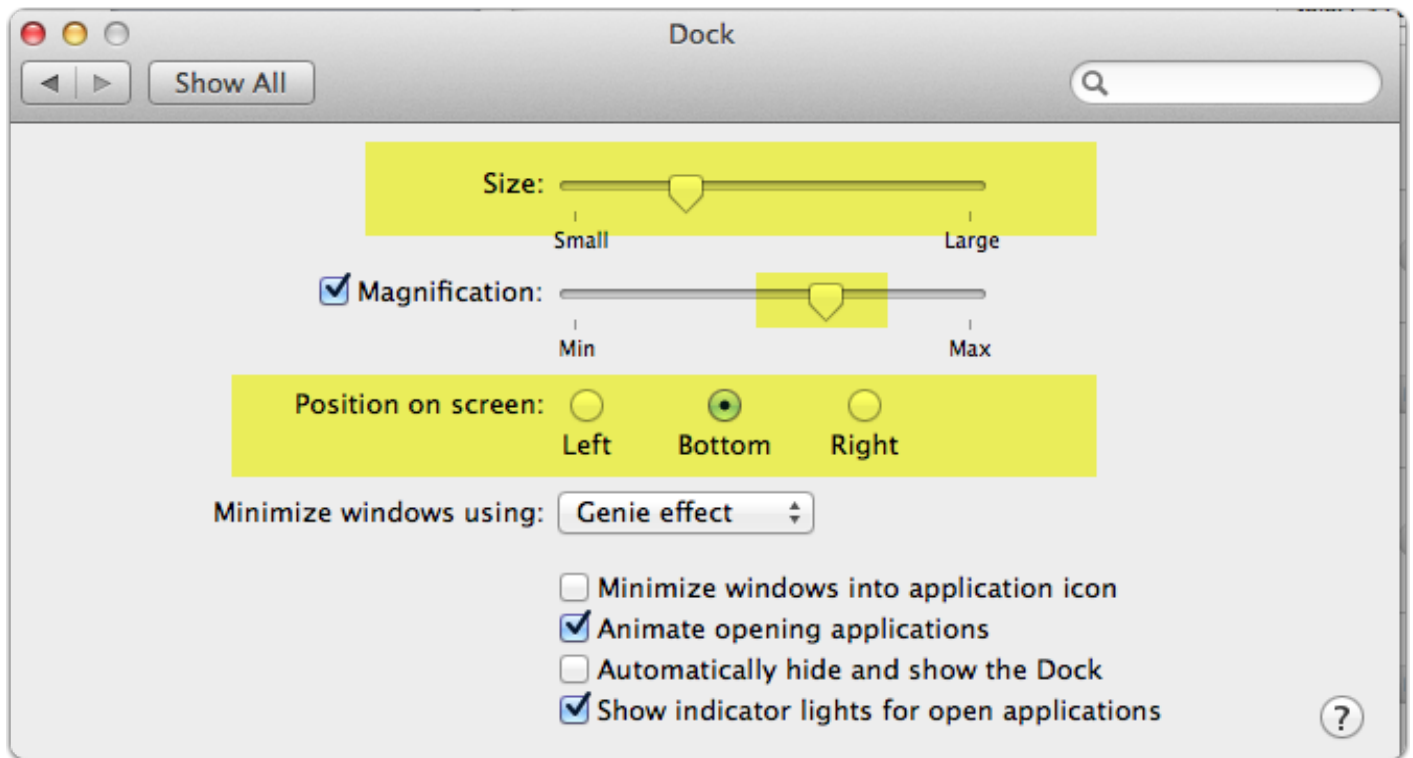 Dock
Show All
Size:
Small Large
Magnification:
Min Max
Position on screen:
Left Bottom Right
Minimize windows using: Genie effect
Minimize windows into application icon
Animate opening applications
Automatically hide and show the Dock
Show indicator lights for open applications
?